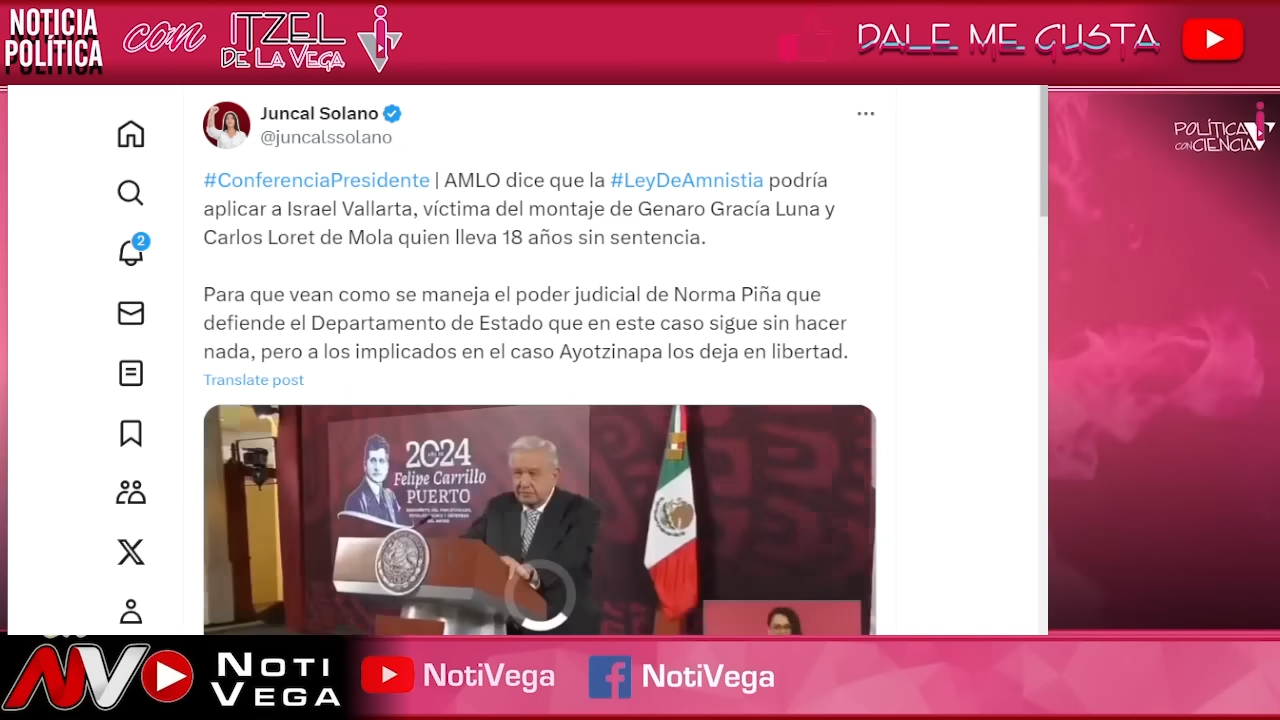 NOTICIA
POLÍTICA
con
ITZEL
DE LA VEGA
DALE ME GUSTA
POLÍTICA
CON CIENCIA
Juncal Solano
@juncalssolano
#ConferenciaPresidente | AMLO dice que la #LeyDeAmnistia podría
aplicar a Israel Vallarta, víctima del montaje de Genaro Gracía Luna y
Carlos Loret de Mola quien lleva 18 años sin sentencia.
Para que vean como se maneja el poder judicial de Norma Piña que
defiende el Departamento de Estado que en este caso sigue sin hacer
nada, pero a los implicados en el caso Ayotzinapa los deja en libertad.
Translate post
2
2024
Felipe Carrillo
PUERTO
NOTI
VEGA
NotiVega
NotiVega